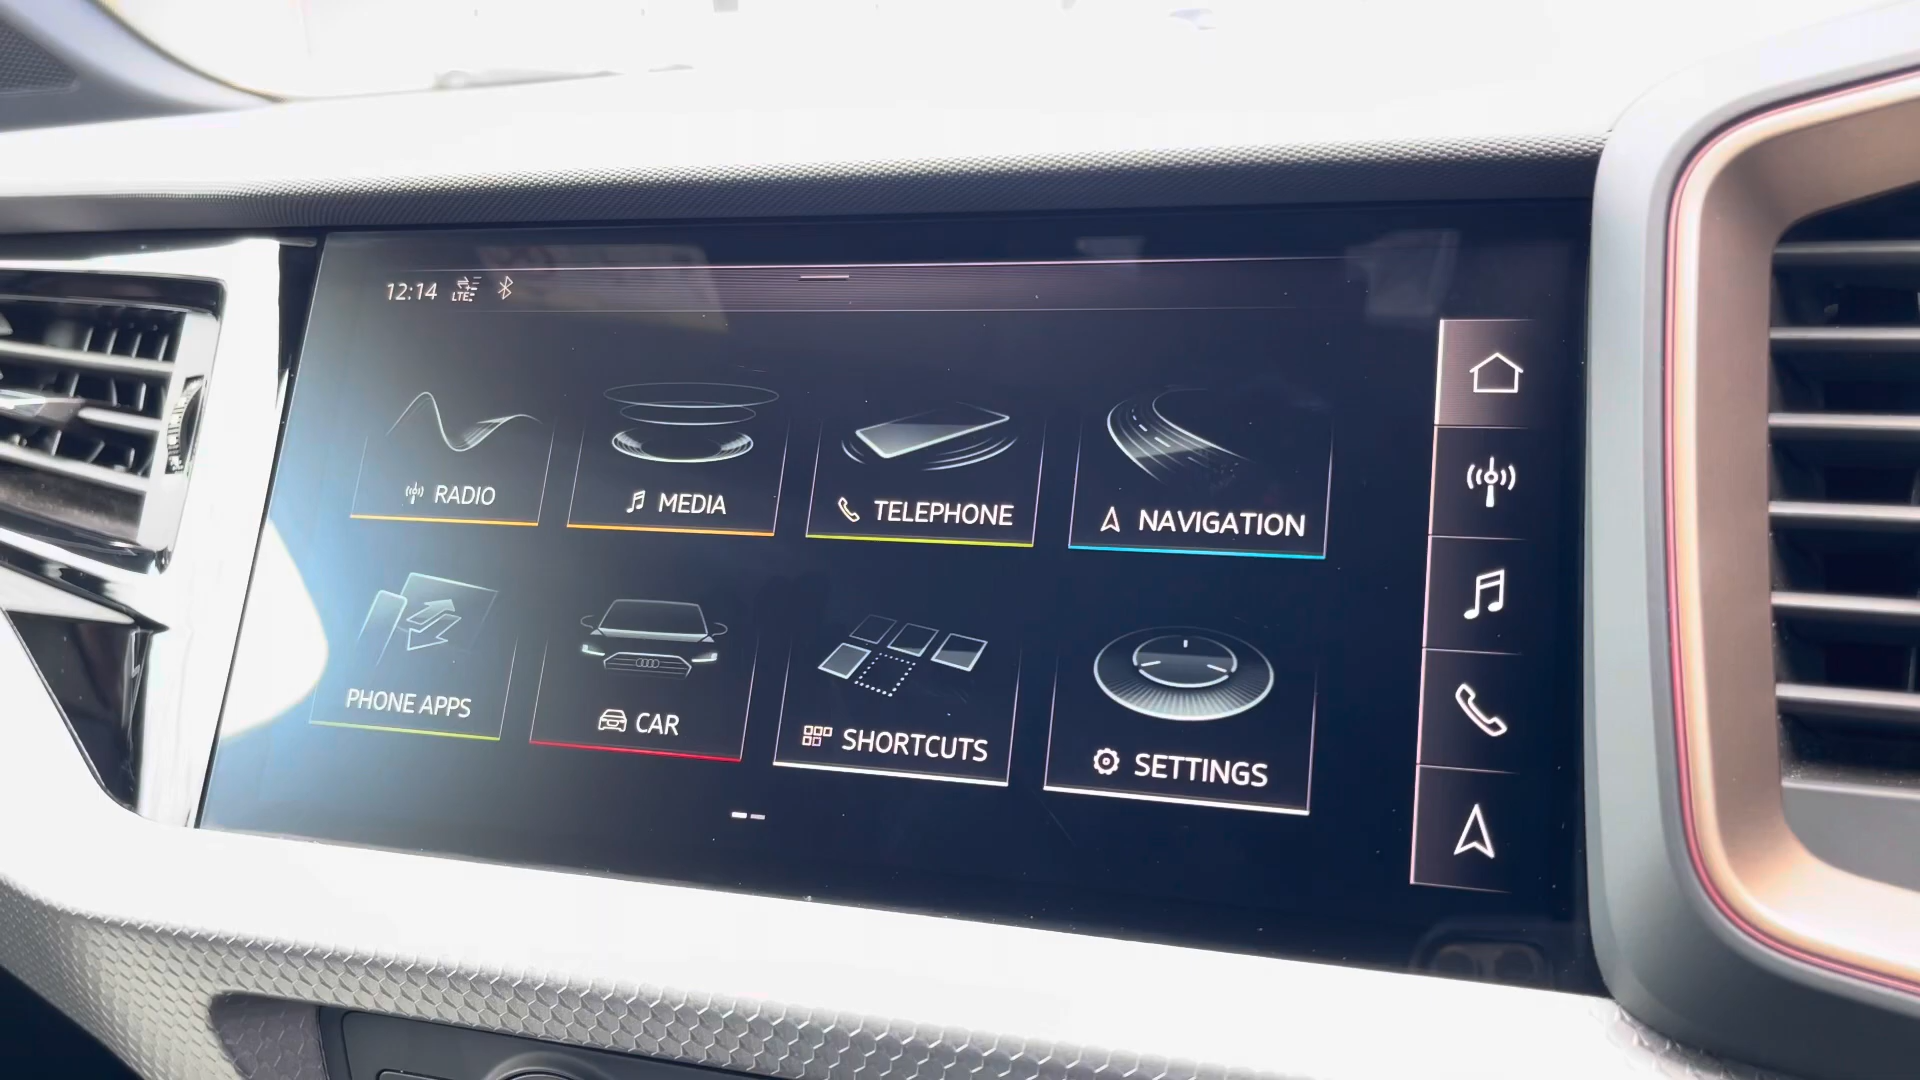 12:14 LTE
RADIO
MEDIA
TELEPHONE
NAVIGATION
PHONE APPS
CAR
SHORTCUTS
SETTINGS